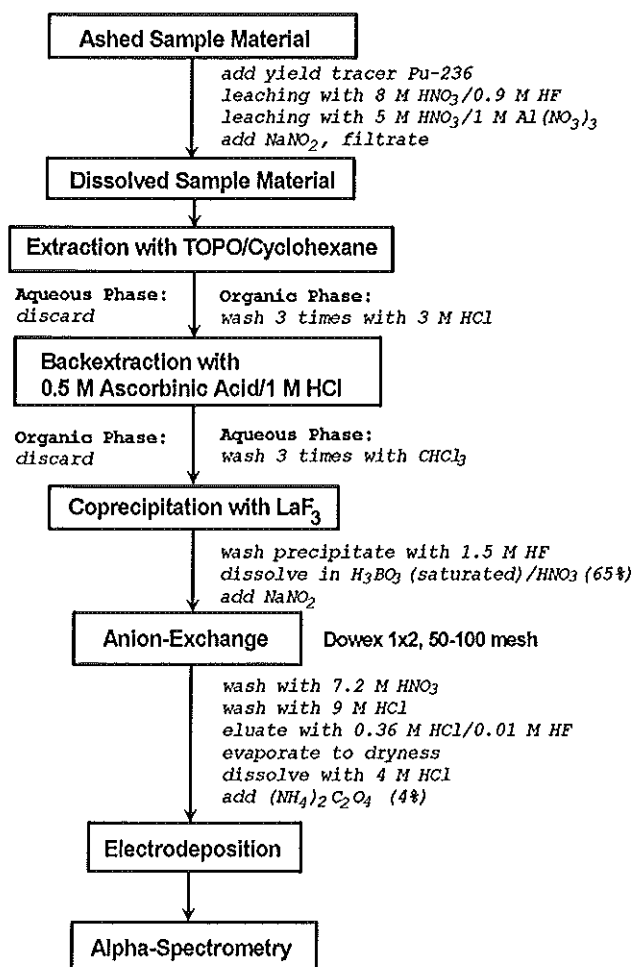 Ashed Sample Material
add yield tracer Pu-236
leaching with 8 M HNO₃/0.9 M HF
leaching with 5 M HNO₃/1 M Al(NO₃)₃
add NaNO₂, filtrate
Dissolved Sample Material
Extraction with TOPO/Cyclohexane
Aqueous Phase:
discard
Organic Phase:
wash 3 times with 3 M HCl
Backextraction with
0.5 M Ascorbinic Acid/1 M HCl
Organic Phase:
discard
Aqueous Phase:
wash 3 times with CHCl₃
Coprecipitation with LaF₃
wash precipitate with 1.5 M HF
dissolve in H₃BO₃ (saturated)/HNO₃ (65%)
add NaNO₂
Anion-Exchange
Dowex 1x2, 50-100 mesh
wash with 7.2 M HNO₃
wash with 9 M HCl
eluate with 0.36 M HCl/0.01 M HF
evaporate to dryness
dissolve with 4 M HCl
add (NH₄)₂C₂O₄ (4%)
Electrodeposition
Alpha-Spectrometry